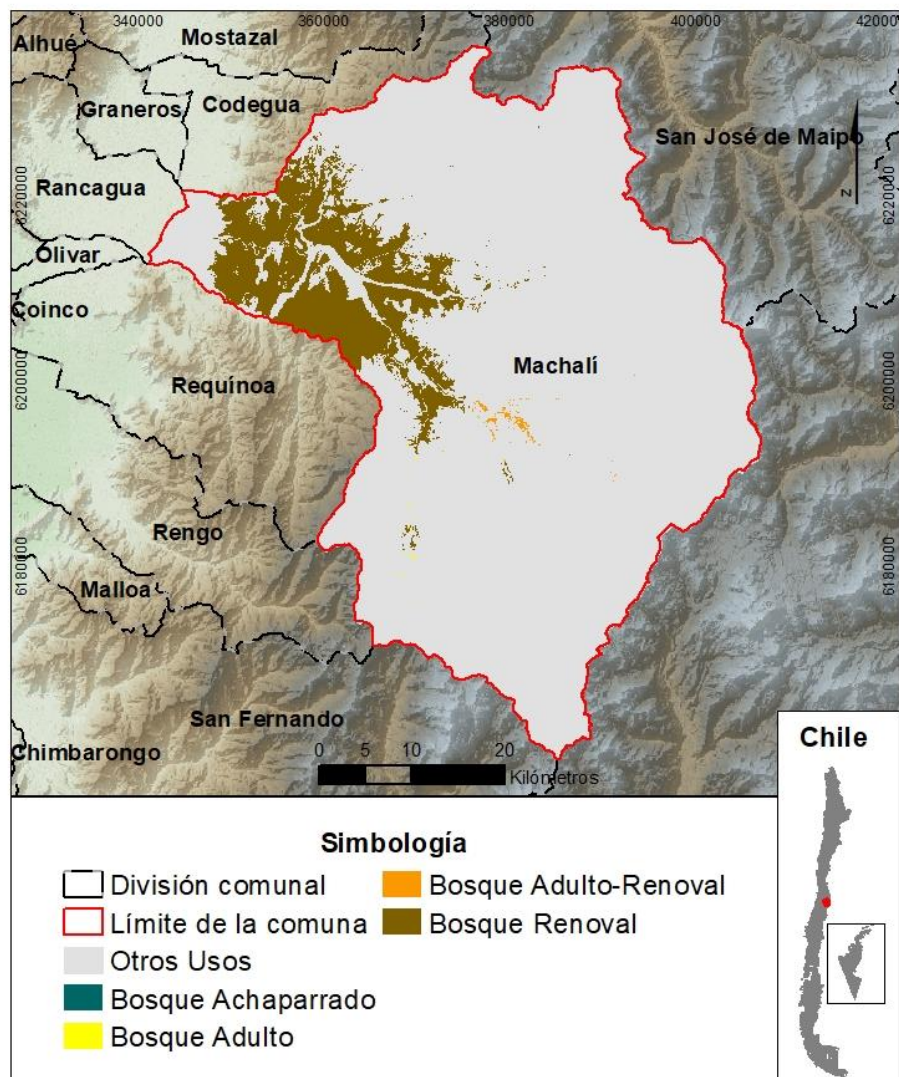 340000
360000
380000
400000
42000
Alhué
Mostazal
Graneros
Codegua
San José de Maipo
Rancagua
N
6220000
6220000
Olivar
Coinco
Machalí
Requínoa
6200000
6200000
Rengo
6180000
6180000
Malloa
San Fernando
Chimbarongo
0 5 10 20
Kilómetros
Chile
Simbología
División comunal
Límite de la comuna
Otros Usos
Bosque Achaparrado
Bosque Adulto
Bosque Adulto-Renoval
Bosque Renoval